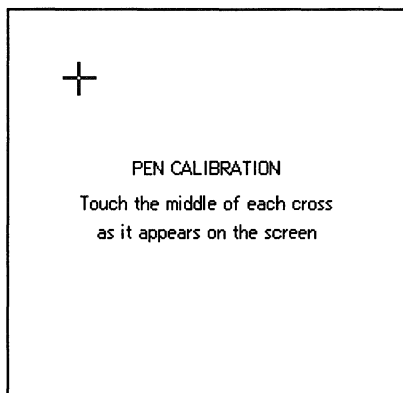 PEN CALIBRATION
Touch the middle of each cross
as it appears on the screen